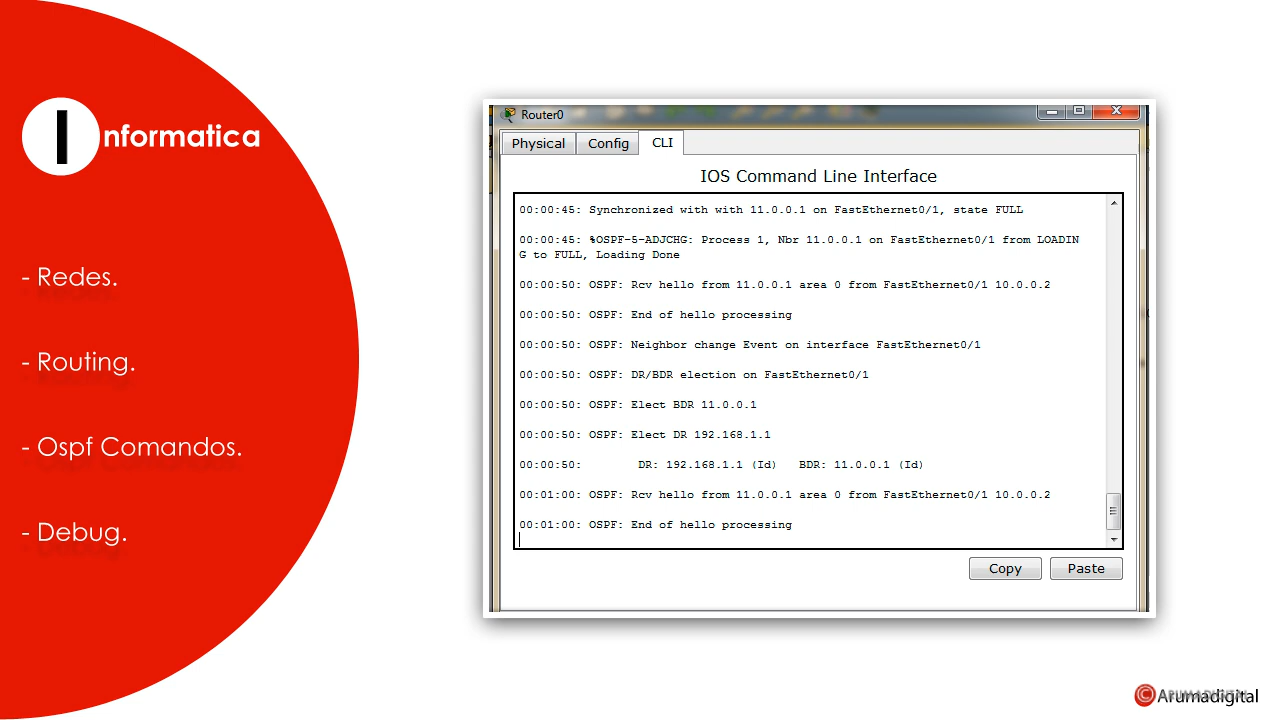 Informatica
- Redes.
- Routing.
- Ospf Comandos.
- Debug.
Router0
Physical Config CLI
IOS Command Line Interface
00:00:45: Synchronized with with 11.0.0.1 on FastEthernet0/1, state FULL
00:00:45: %OSPF-5-ADJCHG: Process 1, Nbr 11.0.0.1 on FastEthernet0/1 from LOADIN
G to FULL, Loading Done
00:00:50: OSPF: Rcv hello from 11.0.0.1 area 0 from FastEthernet0/1 10.0.0.2
00:00:50: OSPF: End of hello processing
00:00:50: OSPF: Neighbor change Event on interface FastEthernet0/1
00:00:50: OSPF: DR/BDR election on FastEthernet0/1
00:00:50: OSPF: Elect BDR 11.0.0.1
00:00:50: OSPF: Elect DR 192.168.1.1
00:00:50: DR: 192.168.1.1 (Id) BDR: 11.0.0.1 (Id)
00:01:00: OSPF: Rcv hello from 11.0.0.1 area 0 from FastEthernet0/1 10.0.0.2
00:01:00: OSPF: End of hello processing
Copy Paste
© Arumadigital
ARUMADIGITAL